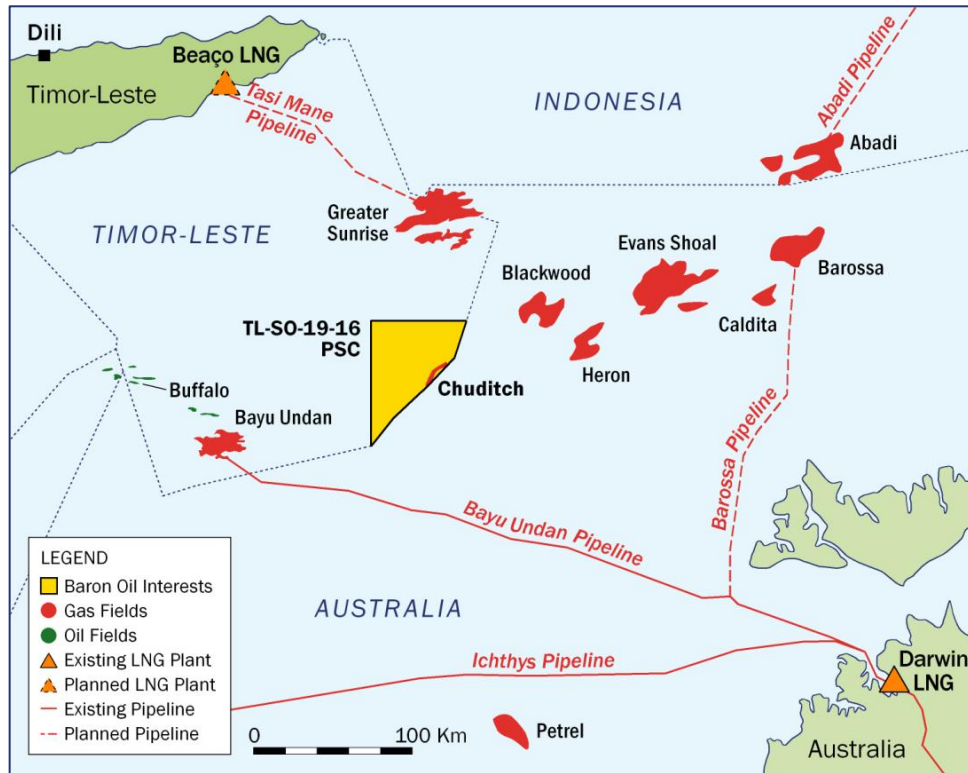 Dili
Beaço LNG
Timor-Leste
Tasi Mane
Pipeline
INDONESIA
Abadi Pipeline
Abadi
Greater
Sunrise
TIMOR-LESTE
Evans Shoal
Blackwood
Barossa
TL-SO-19-16
PSC
Caldita
Heron
Chuditch
Buffalo
Bayu Undan
Barossa Pipeline
Bayu Undan Pipeline
LEGEND
Baron Oil Interests
Gas Fields
Oil Fields
Existing LNG Plant
Planned LNG Plant
Existing Pipeline
Planned Pipeline
AUSTRALIA
Ichthys Pipeline
Darwin
LNG
Petrel
0
100 Km
Australia